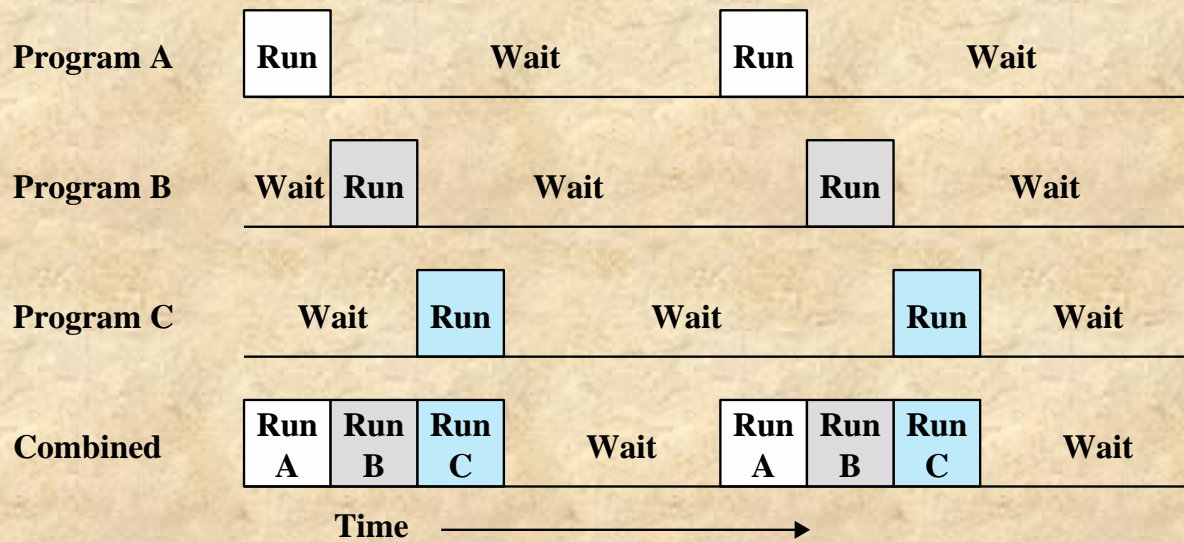 Program A Run Wait Run Wait
Program B Wait Run Wait Run Wait
Program C Wait Run Wait Run Wait
Combined Run A Run B Run C Wait Run A Run B Run C Wait
Time